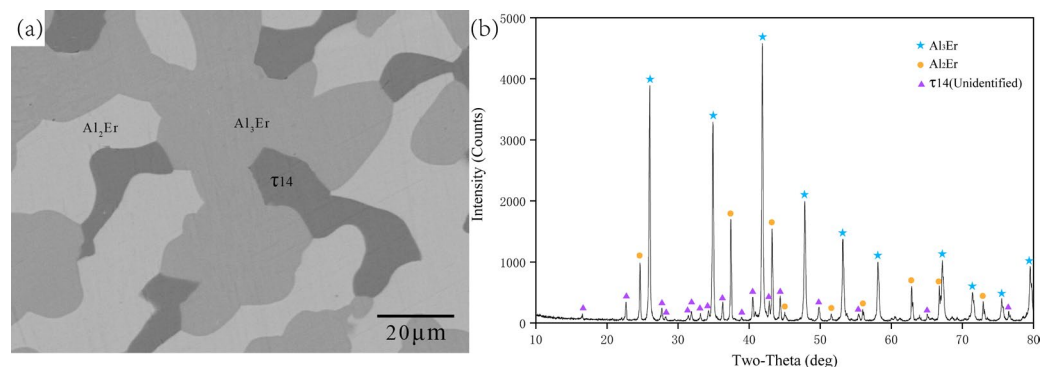 (a)
Al₂Er
Al₃Er
τ14
20μm
(b)
Intensity (Counts)
5000
4000
3000
2000
1000
0
10 20 30 40 50 60 70 80
Two-Theta (deg)
Al₃Er
Al₂Er
τ14(Unidentified)